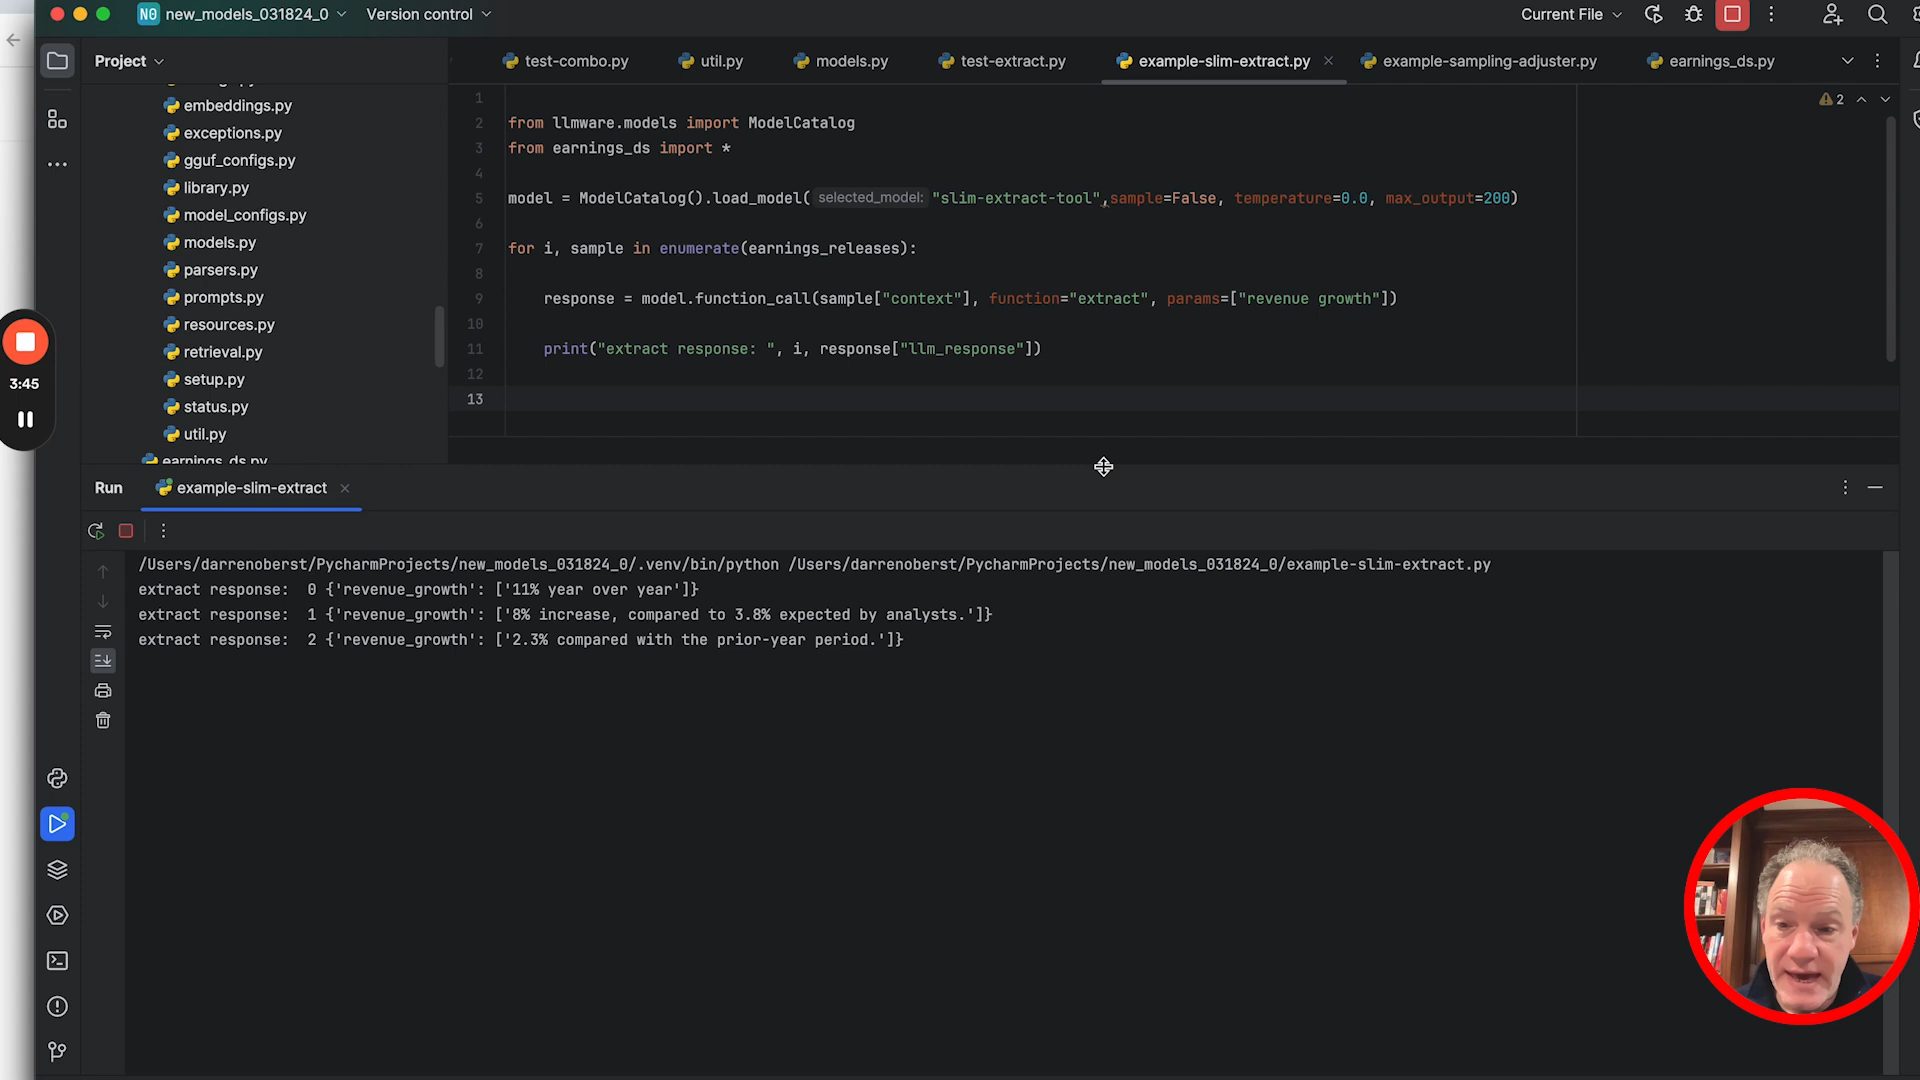 N0 new_models_031824_0 Version control Current File
Project
test-combo.py util.py models.py test-extract.py example-slim-extract.py example-sampling-adjuster.py earnings_ds.py
embeddings.py
exceptions.py
gguf_configs.py
library.py
model_configs.py
models.py
parsers.py
prompts.py
resources.py
retrieval.py
setup.py
status.py
util.py
earnings_ds.py
3:45
2
1
2 from llmware.models import ModelCatalog
3 from earnings_ds import *
4
5 model = ModelCatalog().load_model( selected_model: "slim-extract-tool",sample=False, temperature=0.0, max_output=200)
6
7 for i, sample in enumerate(earnings_releases):
8
9 response = model.function_call(sample["context"], function="extract", params=["revenue growth"])
10
11 print("extract response: ", i, response["llm_response"])
12
13
Run example-slim-extract
/Users/darrenoberst/PycharmProjects/new_models_031824_0/.venv/bin/python /Users/darrenoberst/PycharmProjects/new_models_031824_0/example-slim-extract.py
extract response:  0 {'revenue_growth': ['11% year over year']}
extract response:  1 {'revenue_growth': ['8% increase, compared to 3.8% expected by analysts.']}
extract response:  2 {'revenue_growth': ['2.3% compared with the prior-year period.']}